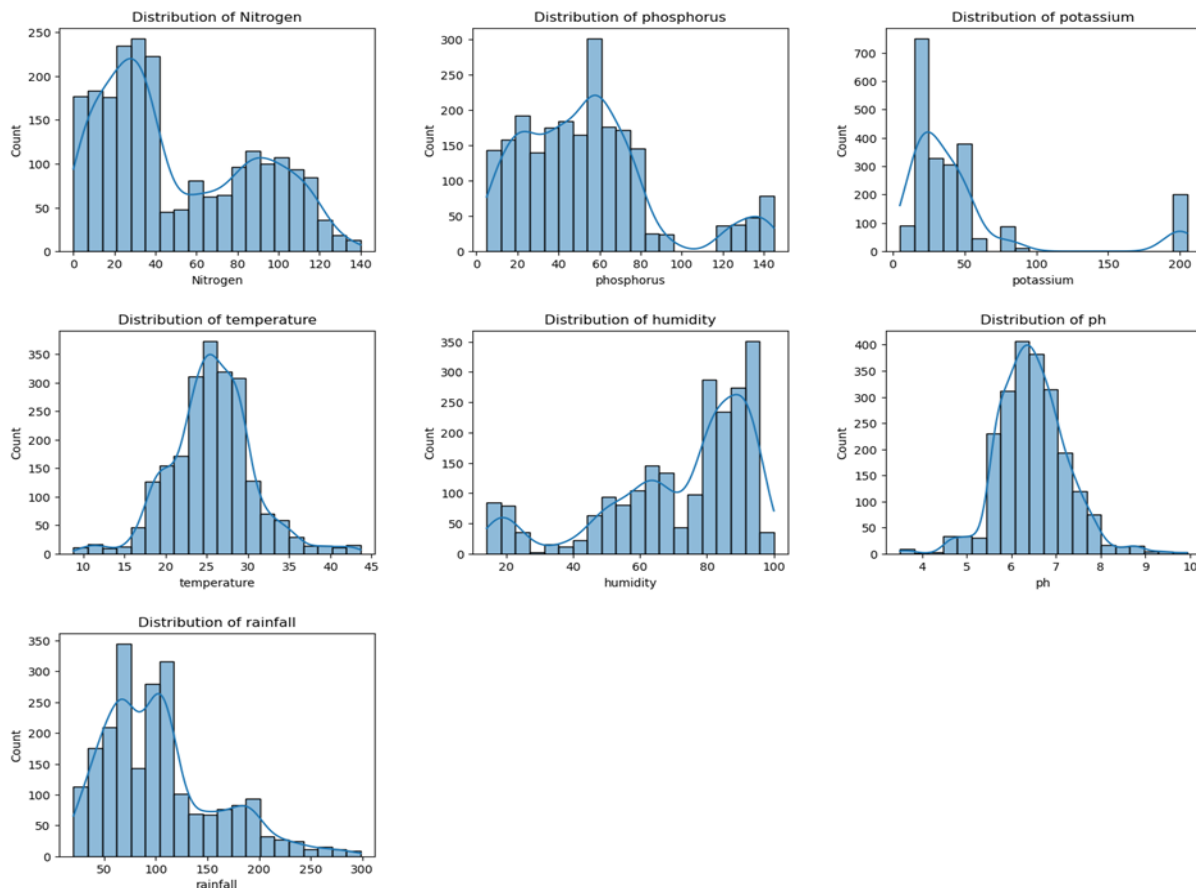 Distribution of Nitrogen
250
200
150
100
50
0
Count
0 20 40 60 80 100 120 140
Nitrogen
Distribution of phosphorus
300
250
200
150
100
50
0
Count
0 20 40 60 80 100 120 140
phosphorus
Distribution of potassium
700
600
500
400
300
200
100
0
Count
0 50 100 150 200
potassium
Distribution of temperature
350
300
250
200
150
100
50
0
Count
10 15 20 25 30 35 40 45
temperature
Distribution of humidity
350
300
250
200
150
100
50
0
Count
20 40 60 80 100
humidity
Distribution of ph
400
350
300
250
200
150
100
50
0
Count
4 5 6 7 8 9 10
ph
Distribution of rainfall
350
300
250
200
150
100
50
0
Count
50 100 150 200 250 300
rainfall